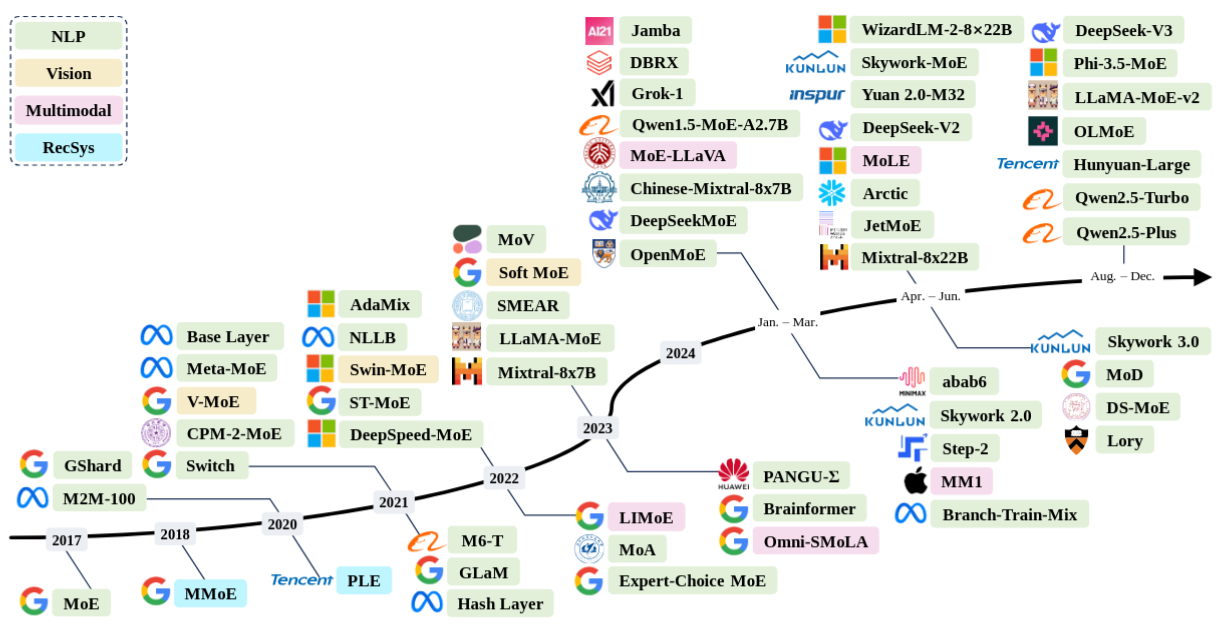 NLP
Vision
Multimodal
RecSys
AI21
Jamba
DBRX
Grok-1
Qwen1.5-MoE-A2.7B
MoE-LLaVA
Chinese-Mixtral-8x7B
DeepSeekMoE
OpenMoE
WizardLM-2-8×22B
KUNLUN
Skywork-MoE
inspur
Yuan 2.0-M32
DeepSeek-V2
MoLE
Arctic
JetMoE
Mixtral-8x22B
DeepSeek-V3
Phi-3.5-MoE
LLaMA-MoE-v2
OLMoE
Tencent
Hunyuan-Large
Qwen2.5-Turbo
Qwen2.5-Plus
MoV
Soft MoE
SMEAR
LLaMA-MoE
Mixtral-8x7B
AdaMix
NLLB
Swin-MoE
ST-MoE
DeepSpeed-MoE
Base Layer
Meta-MoE
V-MoE
CPM-2-MoE
Switch
GShard
M2M-100
2017
2018
2020
2021
2022
2023
2024
Jan. – Mar.
Apr. – Jun.
Aug. – Dec.
MoE
MMoE
Tencent
PLE
M6-T
GLaM
Hash Layer
LIMoE
MoA
Expert-Choice MoE
HUAWEI
PANGU-Σ
Brainformer
Omni-SMoLA
MINIMAX
abab6
KUNLUN
Skywork 2.0
Step-2
MM1
Branch-Train-Mix
KUNLUN
Skywork 3.0
MoD
DS-MoE
Lory